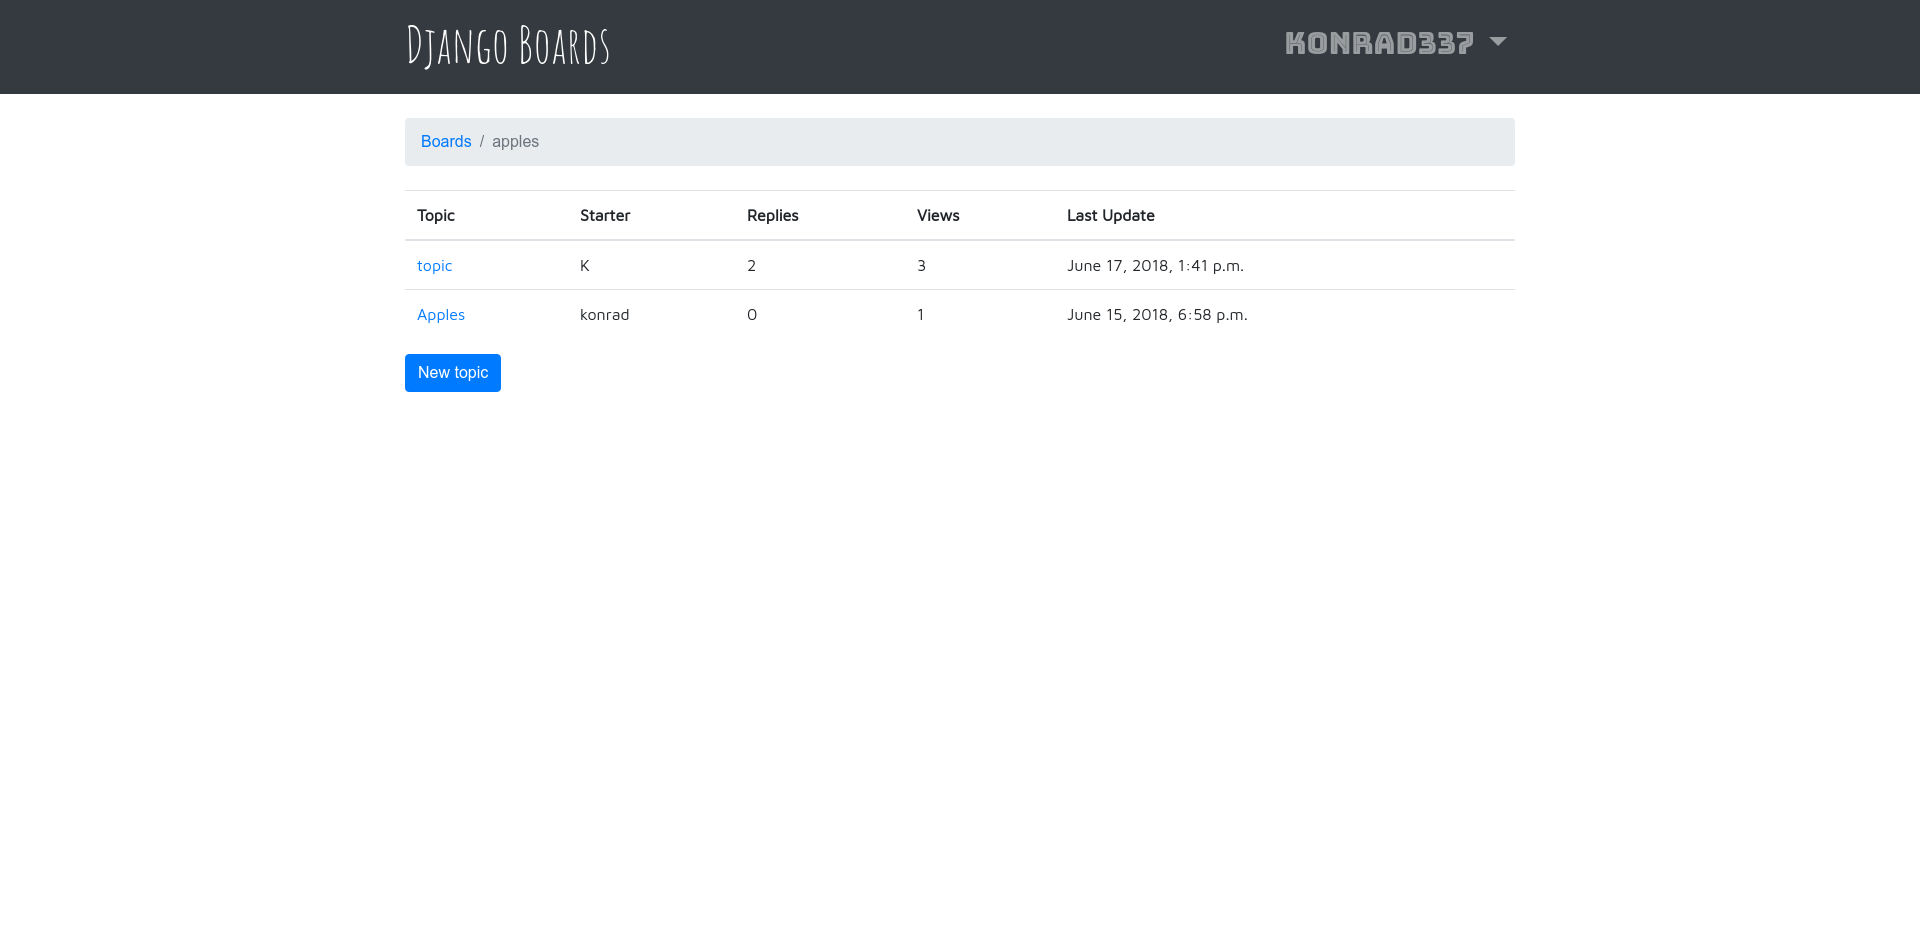 Django Boards
KONRAD337
Boards / apples
Topic Starter Replies Views Last Update
topic K 2 3 June 17, 2018, 1:41 p.m.
Apples konrad 0 1 June 15, 2018, 6:58 p.m.
New topic